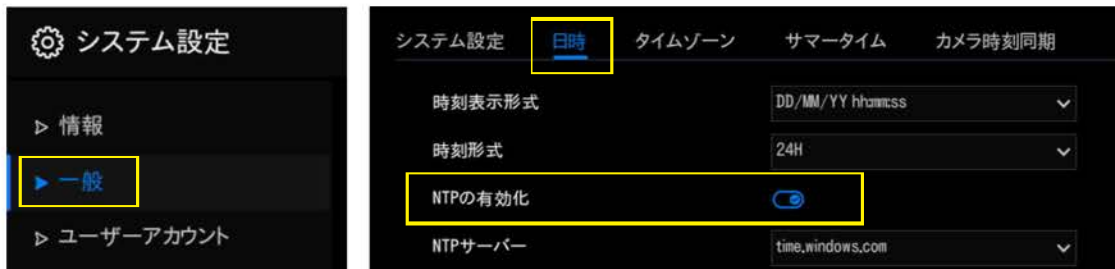 システム設定
情報
一般
ユーザーアカウント
システム設定 日時 タイムゾーン サマータイム カメラ時刻同期
時刻表示形式 DD/MM/YY hh:mm:ss
時刻形式 24H
NTPの有効化
NTPサーバー time.windows.com